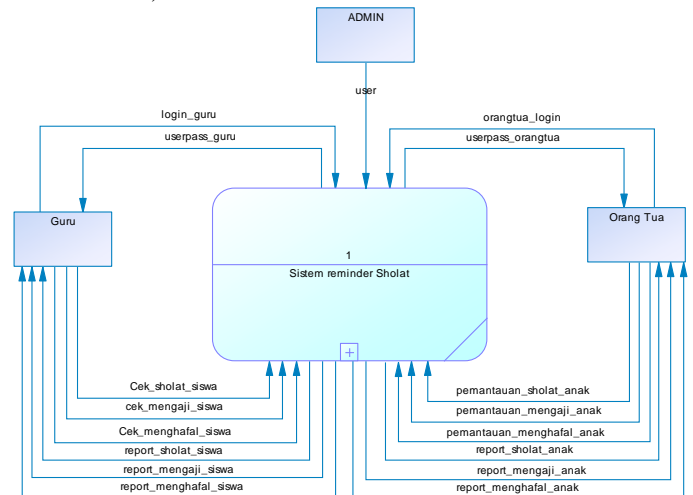 ADMIN
user
login_guru
orangtua_login
userpass_guru
userpass_orangtua
Guru
Orang Tua
1
Sistem reminder Sholat
Cek_sholat_siswa
pemantauan_sholat_anak
cek_mengaji_siswa
pemantauan_mengaji_anak
Cek_menghafal_siswa
pemantauan_menghafal_anak
report_sholat_siswa
report_sholat_anak
report_mengaji_siswa
report_mengaji_anak
report_menghafal_siswa
report_menghafal_anak